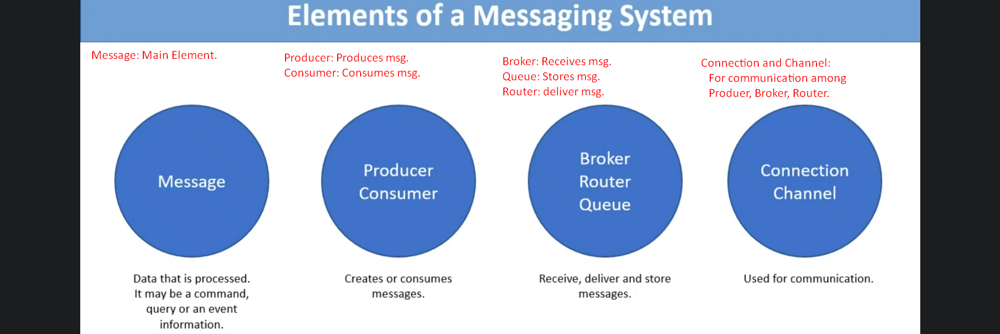 Elements of a Messaging System
Message: Main Element.
Producer: Produces msg.
Consumer: Consumes msg.
Broker: Receives msg.
Queue: Stores msg.
Router: deliver msg.
Connection and Channel:
For communication among
Produer, Broker, Router.
Message
Producer
Consumer
Broker
Router
Queue
Connection
Channel
Data that is processed.
It may be a command,
query or an event
information.
Creates or consumes
messages.
Receive, deliver and store
messages.
Used for communication.